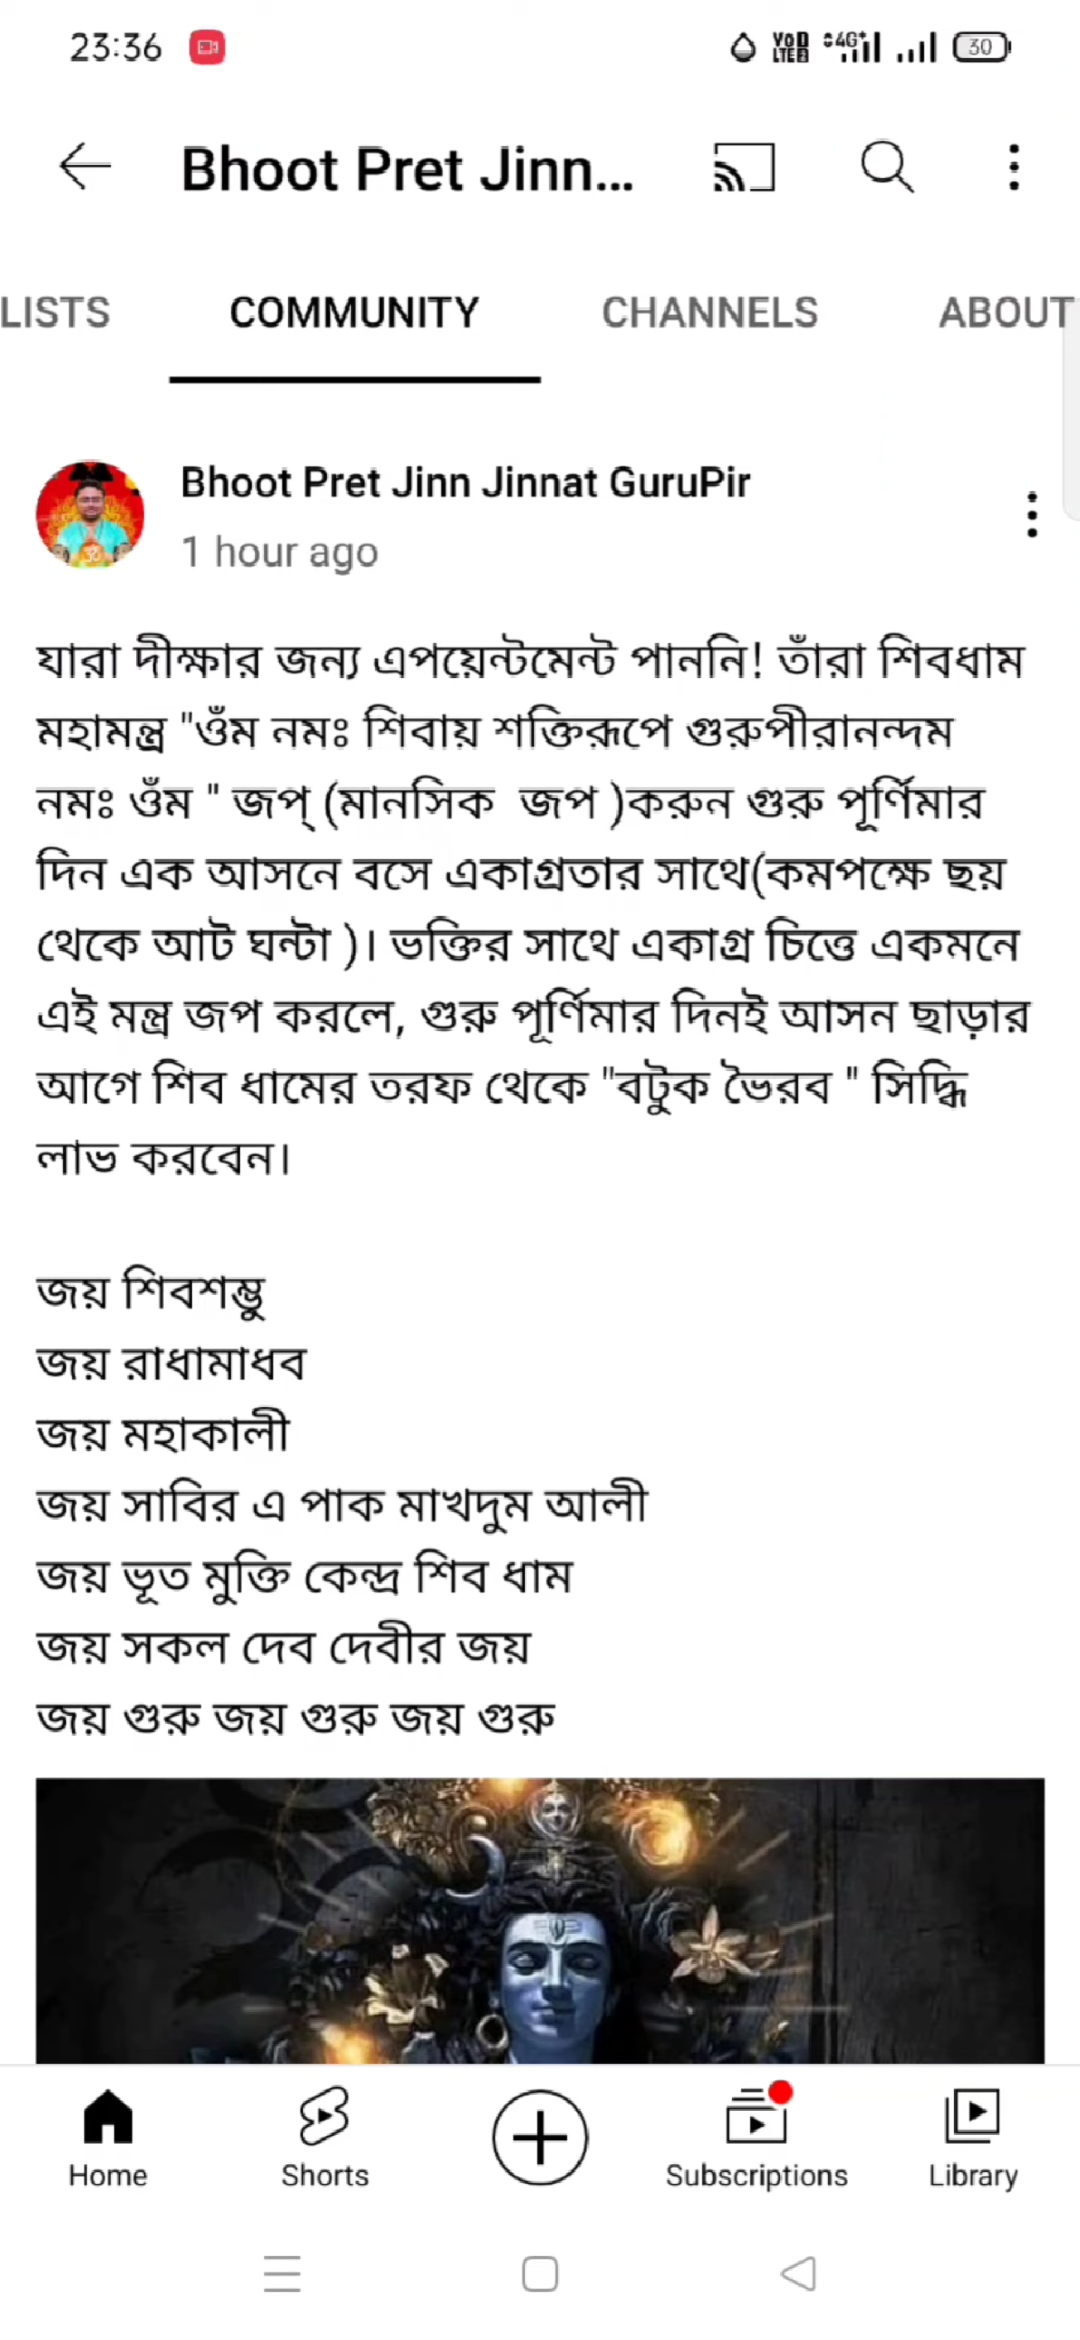 23:36 VoD LTE2 4G+ 30
Bhoot Pret Jinn...
LISTS COMMUNITY CHANNELS ABOUT
Bhoot Pret Jinn Jinnat GuruPir
1 hour ago
যারা দীক্ষার জন্য এপয়েন্টমেন্ট পাননি! তাঁরা শিবধাম
মহামন্ত্র "ওঁম নমঃ শিবায় শক্তিরূপে গুরুপীরানন্দম
নমঃ ওঁম " জপ্ (মানসিক  জপ )করুন গুরু পূর্ণিমার
দিন এক আসনে বসে একাগ্রতার সাথে(কমপক্ষে ছয়
থেকে আট ঘন্টা )। ভক্তির সাথে একাগ্র চিত্তে একমনে
এই মন্ত্র জপ করলে, গুরু পূর্ণিমার দিনই আসন ছাড়ার
আগে শিব ধামের তরফ থেকে "বটুক ভৈরব " সিদ্ধি
লাভ করবেন।
জয় শিবশম্ভু
জয় রাধামাধব
জয় মহাকালী
জয় সাবির এ পাক মাখদুম আলী
জয় ভূত মুক্তি কেন্দ্র শিব ধাম
জয় সকল দেব দেবীর জয়
জয় গুরু জয় গুরু জয় গুরু
Home Shorts Subscriptions Library